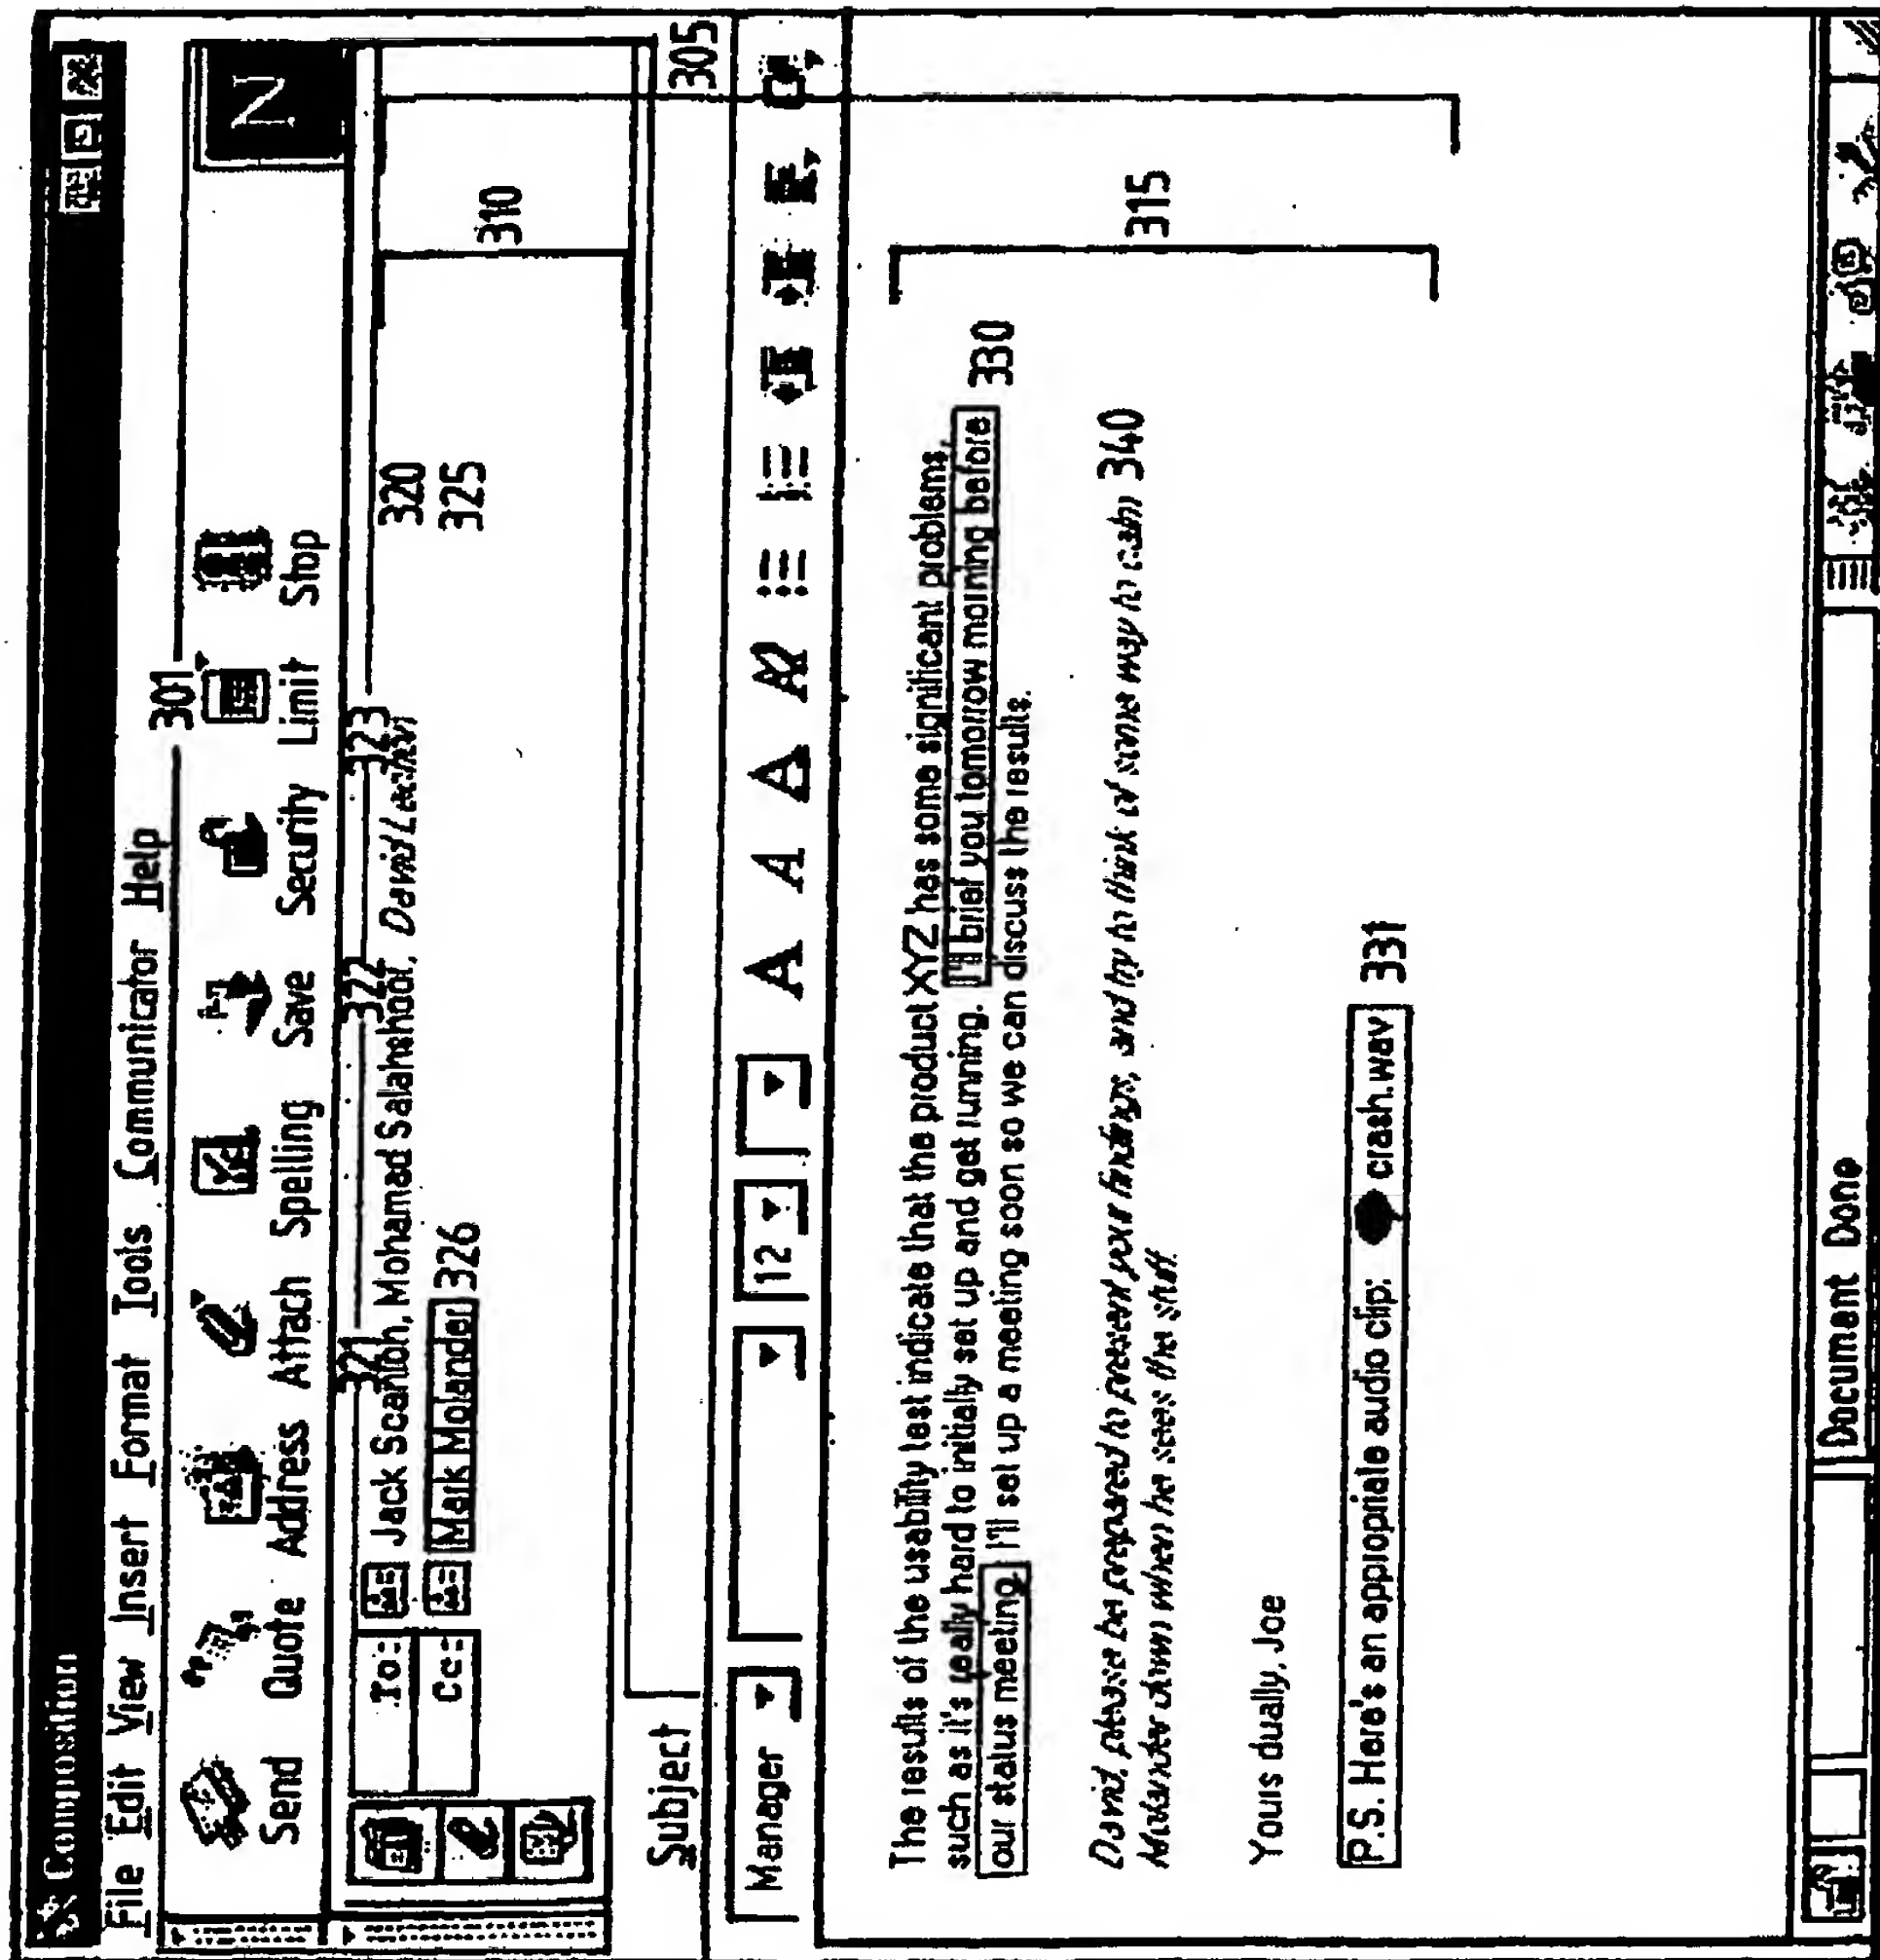 Composition
File Edit View Insert Format Tools Communicator Help
301
N
Send Quote Address Attach Spelling Save Security Limit Stop
321 322 323
To: Jack Scanlon, Mohamad Salahshoor, David 320
Cc: Mark Molander 326 325
310
Subject
305
Manager 12 A A A
The results of the usability test indicate that the product XYZ has some significant problems,
such as it's really hard to initially set up and get running. I'll brief you tomorrow morning before 330
our status meeting. I'll set up a meeting soon so we can discuss the results.
315
David, please be prepared to present your findings, and try to think of some way to calm 340
Molander down when he sees this stuff.
Yours dually, Joe
P.S. Here's an appropriate audio clip: crash.wav 331
Document Done